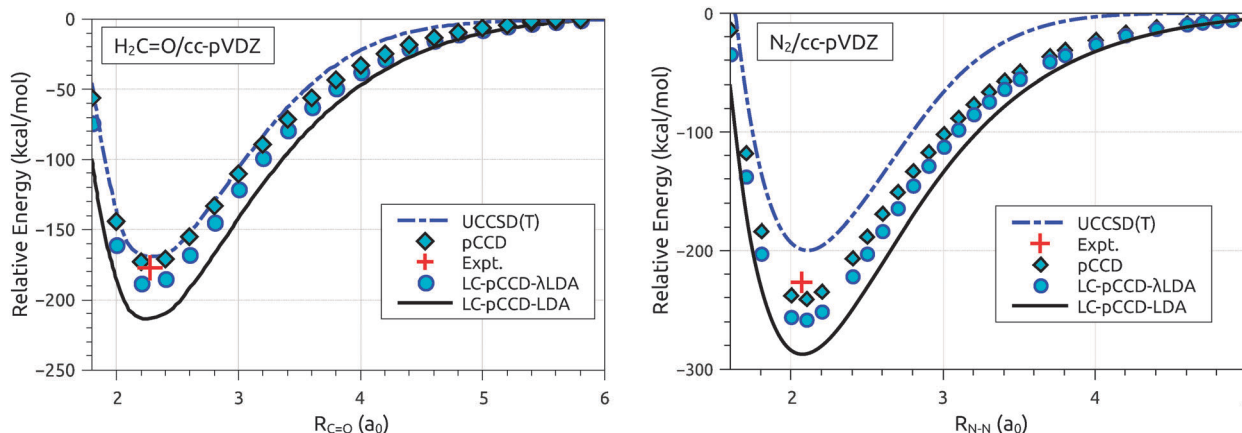 H₂C=O/cc-pVDZ
Relative Energy (kcal/mol)
0
−50
−100
−150
−200
−250
UCCSD(T)
pCCD
Expt.
LC-pCCD-λLDA
LC-pCCD-LDA
2 3 4 5 6
R_C=O (a₀)
N₂/cc-pVDZ
Relative Energy (kcal/mol)
0
−100
−200
−300
UCCSD(T)
Expt.
pCCD
LC-pCCD-λLDA
LC-pCCD-LDA
2 3 4
R_N-N (a₀)